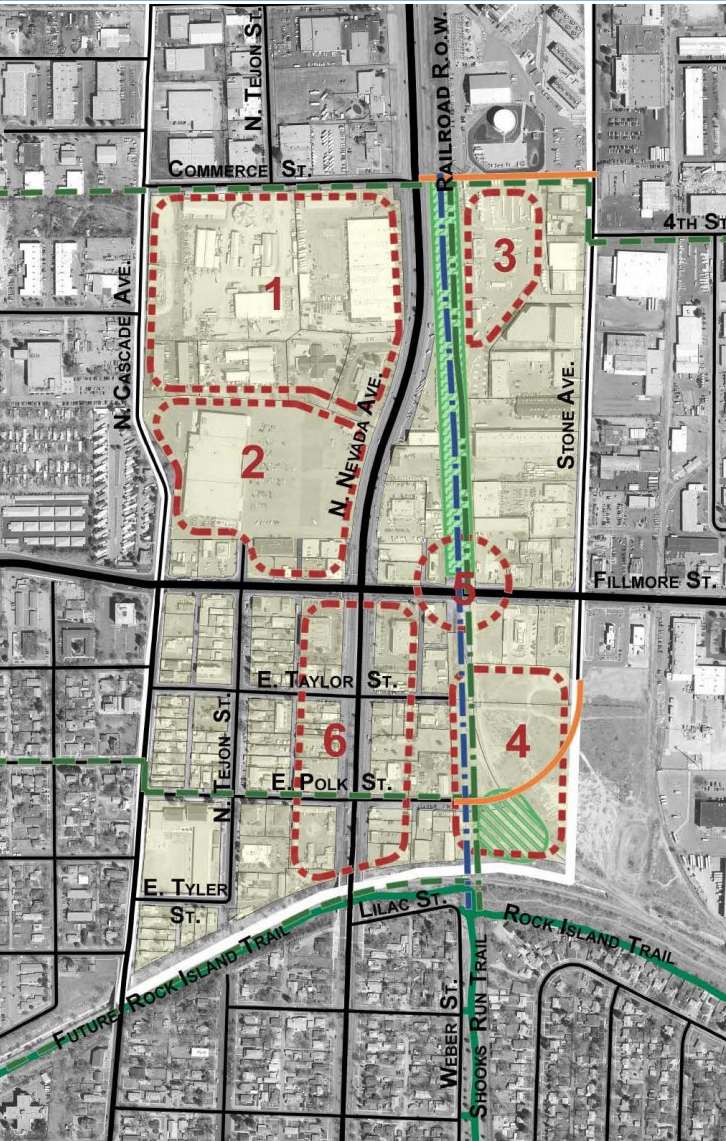 N. TEJON ST.
RAILROAD R.O.W.
COMMERCE ST.
4TH ST
3
1
N. CASCADE AVE.
N. NEVADA AVE.
STONE AVE.
2
5
FILLMORE ST.
E. TAYLOR ST.
N. TEJON ST.
6
4
E. POLK ST.
E. TYLER
ST.
LILAC ST.
ROCK ISLAND TRAIL
FUTURE ROCK ISLAND TRAIL
WEBER ST.
SHOOKS RUN TRAIL